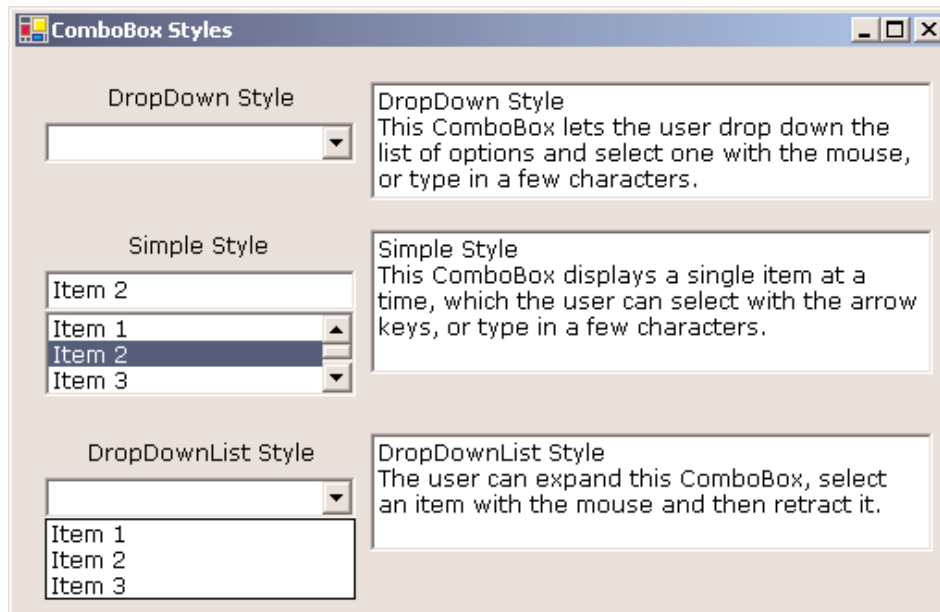 ComboBox Styles
DropDown Style
DropDown Style
This ComboBox lets the user drop down the
list of options and select one with the mouse,
or type in a few characters.
Simple Style
Item 2
Item 1
Item 2
Item 3
Simple Style
This ComboBox displays a single item at a
time, which the user can select with the arrow
keys, or type in a few characters.
DropDownList Style
Item 1
Item 2
Item 3
DropDownList Style
The user can expand this ComboBox, select
an item with the mouse and then retract it.